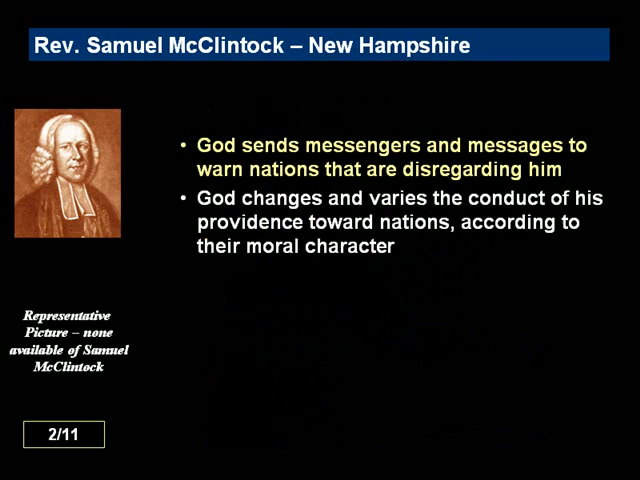 Rev. Samuel McClintock – New Hampshire
• God sends messengers and messages to
warn nations that are disregarding him
• God changes and varies the conduct of his
providence toward nations, according to
their moral character
Representative
Picture – none
available of Samuel
McClintock
2/11